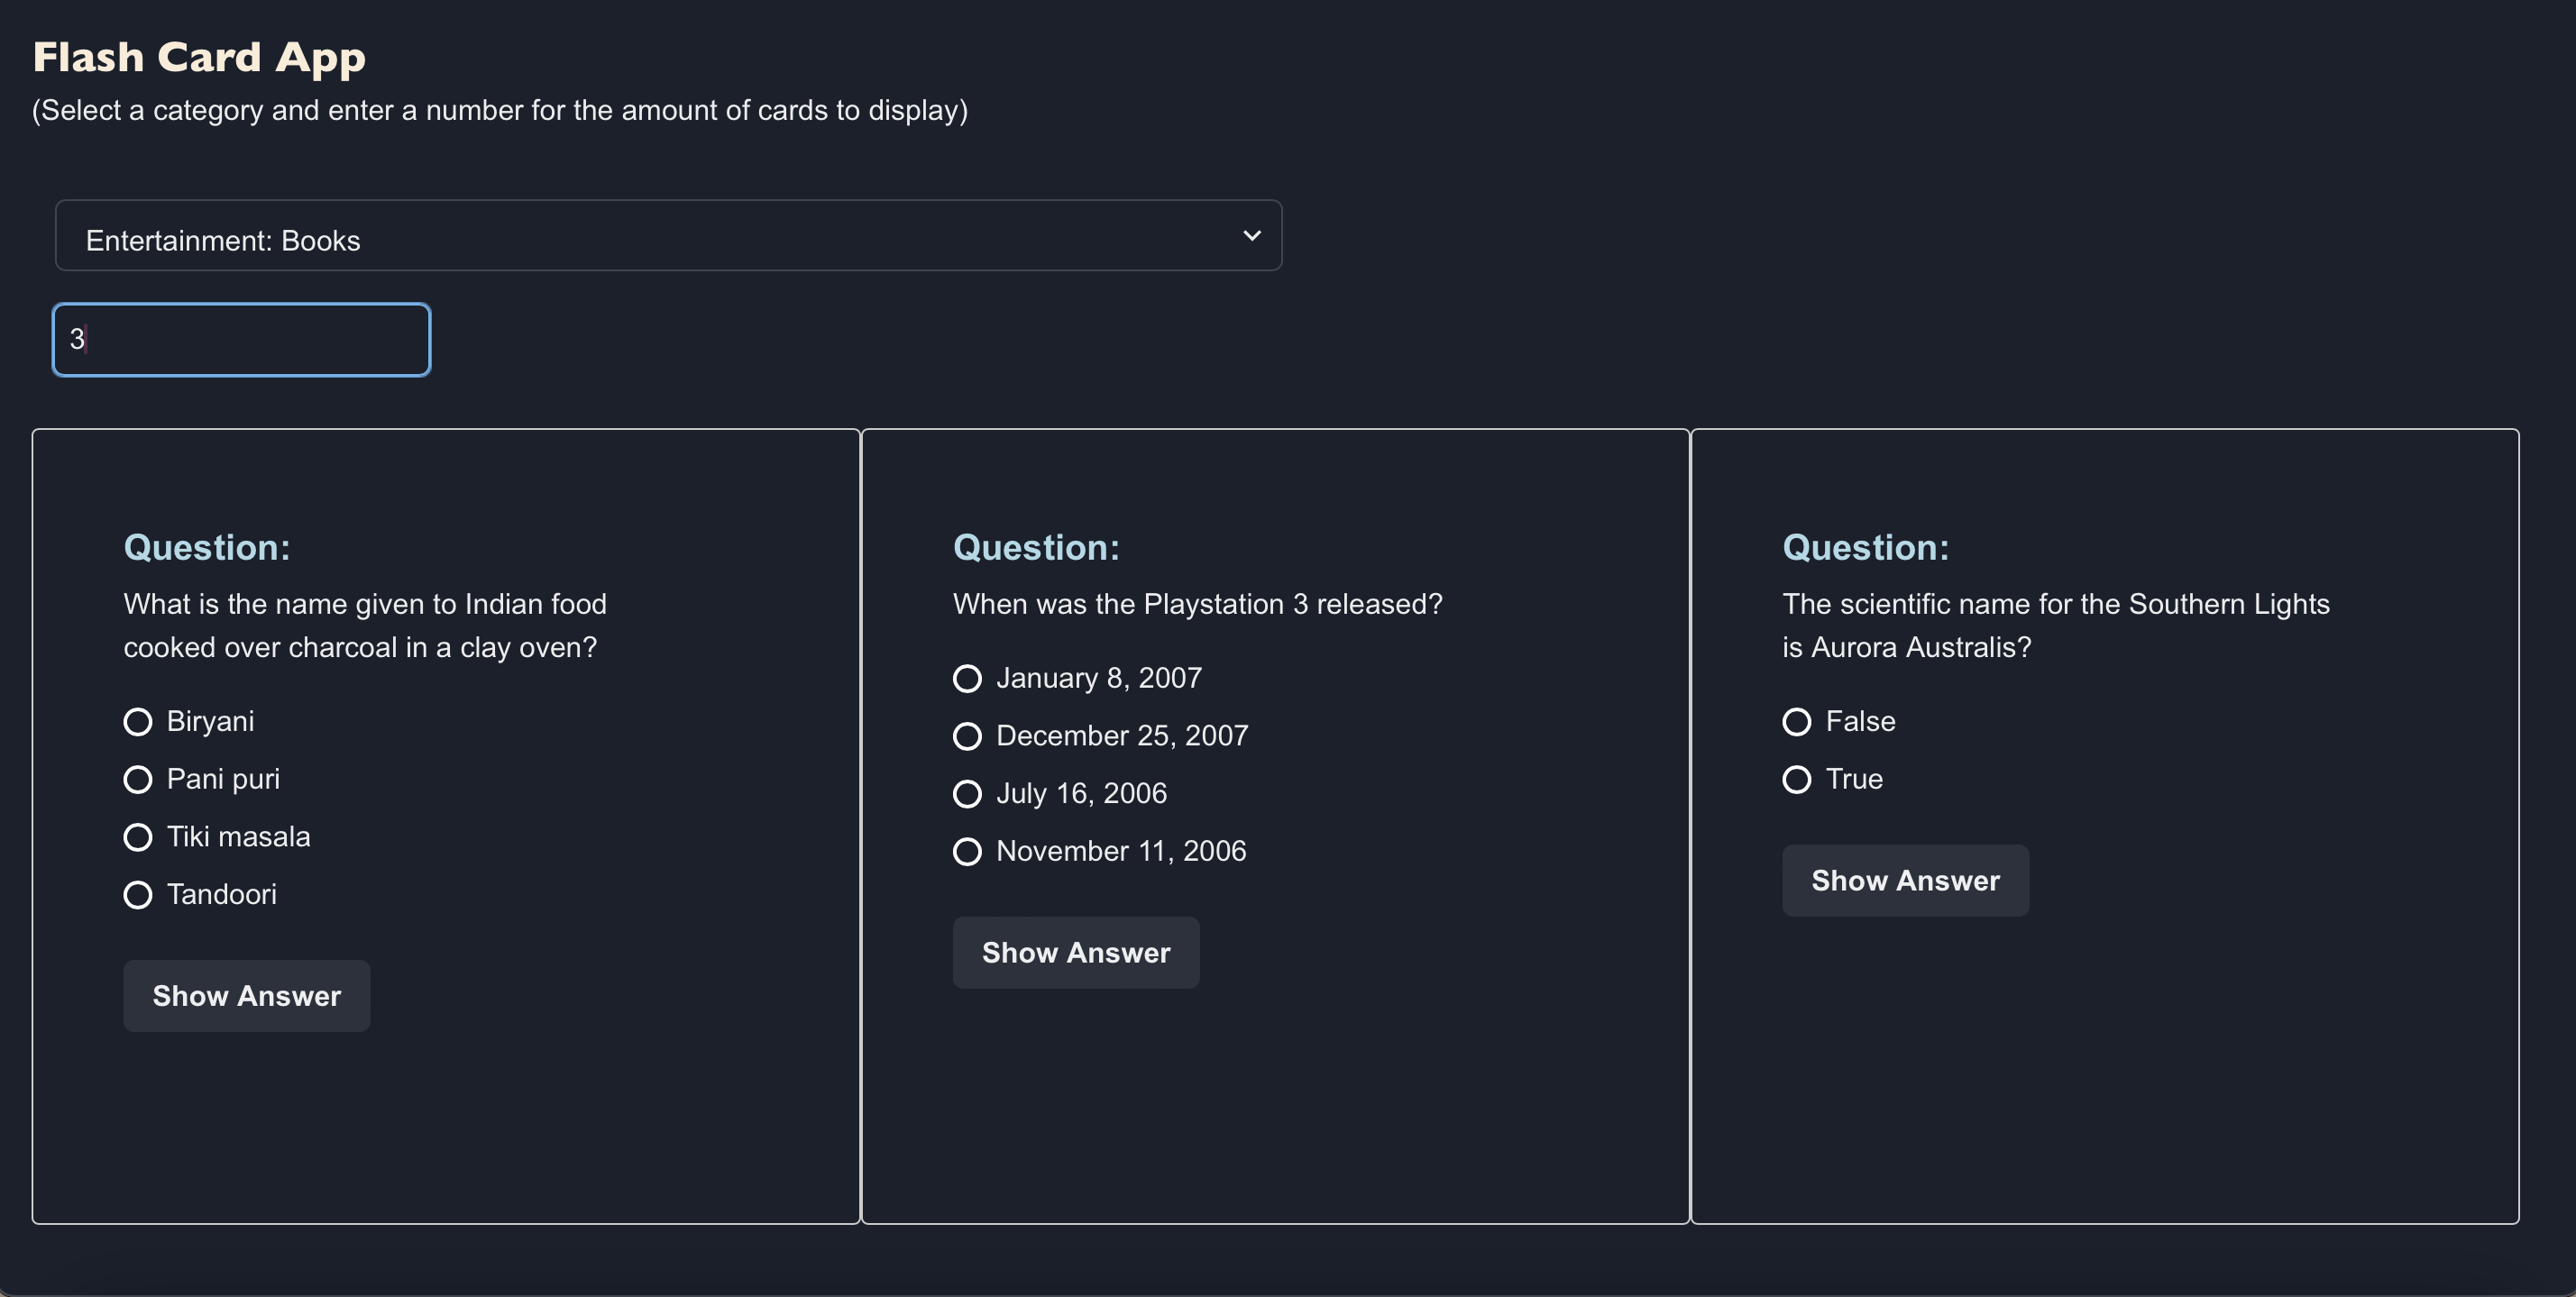 Flash Card App
(Select a category and enter a number for the amount of cards to display)
Entertainment: Books
3
Question:
What is the name given to Indian food
cooked over charcoal in a clay oven?
Biryani
Pani puri
Tiki masala
Tandoori
Show Answer
Question:
When was the Playstation 3 released?
January 8, 2007
December 25, 2007
July 16, 2006
November 11, 2006
Show Answer
Question:
The scientific name for the Southern Lights
is Aurora Australis?
False
True
Show Answer